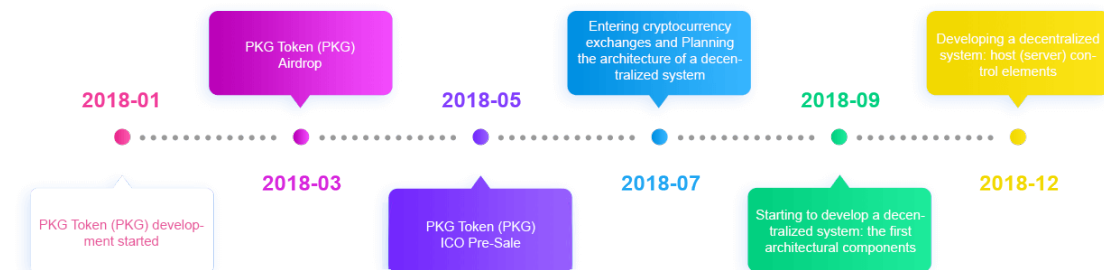 2018-01
PKG Token (PKG) develop-
ment started
PKG Token (PKG)
Airdrop
2018-03
2018-05
PKG Token (PKG)
ICO Pre-Sale
Entering cryptocurrency
exchanges and Planning
the architecture of a decen-
tralized system
2018-07
2018-09
Starting to develop a decen-
tralized system: the first
architectural components
Developing a decentralized
system: host (server) con-
trol elements
2018-12